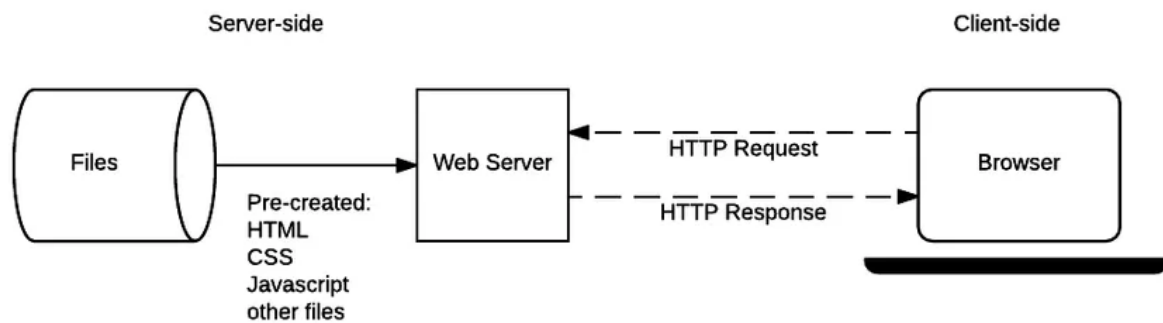 Server-side
Client-side
Files
Web Server
HTTP Request
Browser
HTTP Response
Pre-created:
HTML
CSS
Javascript
other files